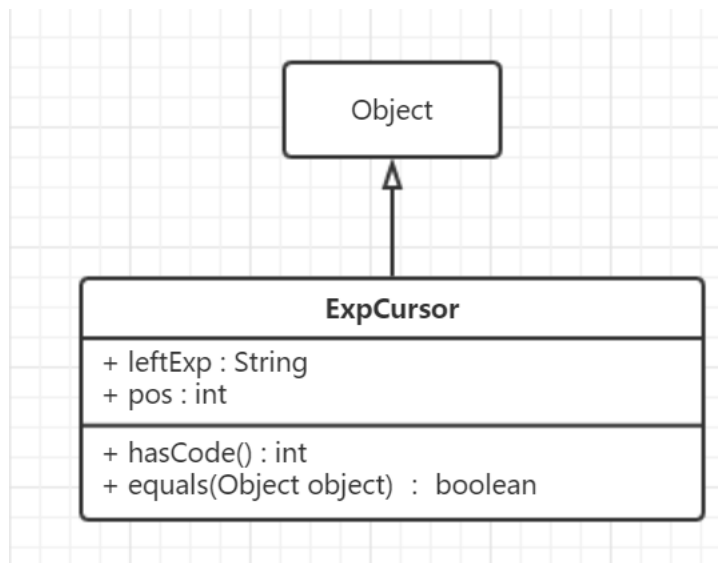 Object
ExpCursor
+ leftExp : String
+ pos : int
+ hasCode() : int
+ equals(Object object) ： boolean